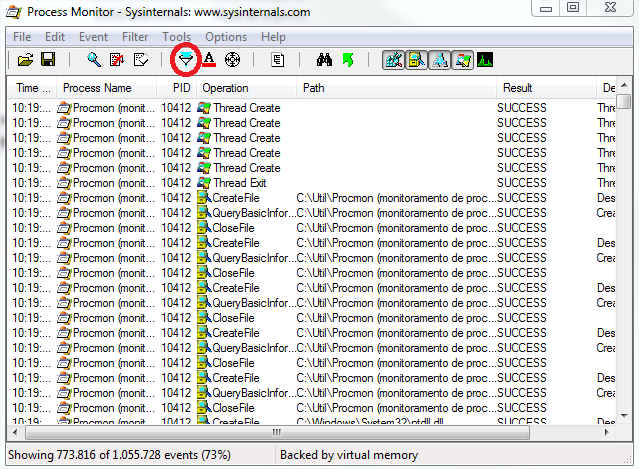 Process Monitor - Sysinternals: www.sysinternals.com
File Edit Event Filter Tools Options Help
Time ... Process Name PID Operation Path Result De
10:19:... Procmon (monit... 10412 Thread Create SUCCESS Thre
10:19:... Procmon (monit... 10412 Thread Create SUCCESS Thre
10:19:... Procmon (monit... 10412 Thread Create SUCCESS Thre
10:19:... Procmon (monit... 10412 Thread Create SUCCESS Thre
10:19:... Procmon (monit... 10412 Thread Create SUCCESS Thre
10:19:... Procmon (monit... 10412 Thread Exit SUCCESS Thre
10:19:... Procmon (monit... 10412 CreateFile C:\Util\Procmon (monitoramento de proc... SUCCESS Des
10:19:... Procmon (monit... 10412 QueryBasicInfor... C:\Util\Procmon (monitoramento de proc... SUCCESS Crea
10:19:... Procmon (monit... 10412 CloseFile C:\Util\Procmon (monitoramento de proc... SUCCESS
10:19:... Procmon (monit... 10412 CreateFile C:\Util\Procmon (monitoramento de proc... SUCCESS Des
10:19:... Procmon (monit... 10412 QueryBasicInfor... C:\Util\Procmon (monitoramento de proc... SUCCESS Crea
10:19:... Procmon (monit... 10412 CloseFile C:\Util\Procmon (monitoramento de proc... SUCCESS
10:19:... Procmon (monit... 10412 CreateFile C:\Util\Procmon (monitoramento de proc... SUCCESS Des
10:19:... Procmon (monit... 10412 QueryBasicInfor... C:\Util\Procmon (monitoramento de proc... SUCCESS Crea
10:19:... Procmon (monit... 10412 CloseFile C:\Util\Procmon (monitoramento de proc... SUCCESS
10:19:... Procmon (monit... 10412 CreateFile C:\Util\Procmon (monitoramento de proc... SUCCESS Des
10:19:... Procmon (monit... 10412 QueryBasicInfor... C:\Util\Procmon (monitoramento de proc... SUCCESS Crea
10:19:... Procmon (monit... 10412 CloseFile C:\Util\Procmon (monitoramento de proc... SUCCESS
10:19:... Procmon (monit... 10412 CreateFile C:\Util\Procmon (monitoramento de proc... SUCCESS Des
10:19:... Procmon (monit... 10412 QueryBasicInfor... C:\Util\Procmon (monitoramento de proc... SUCCESS Crea
10:19:... Procmon (monit... 10412 CloseFile C:\Util\Procmon (monitoramento de proc... SUCCESS
10:19:... Procmon (monit... 10412 CreateFile C:\Windows\System32\ntdll.dll SUCCESS Des
Showing 773.816 of 1.055.728 events (73%) Backed by virtual memory